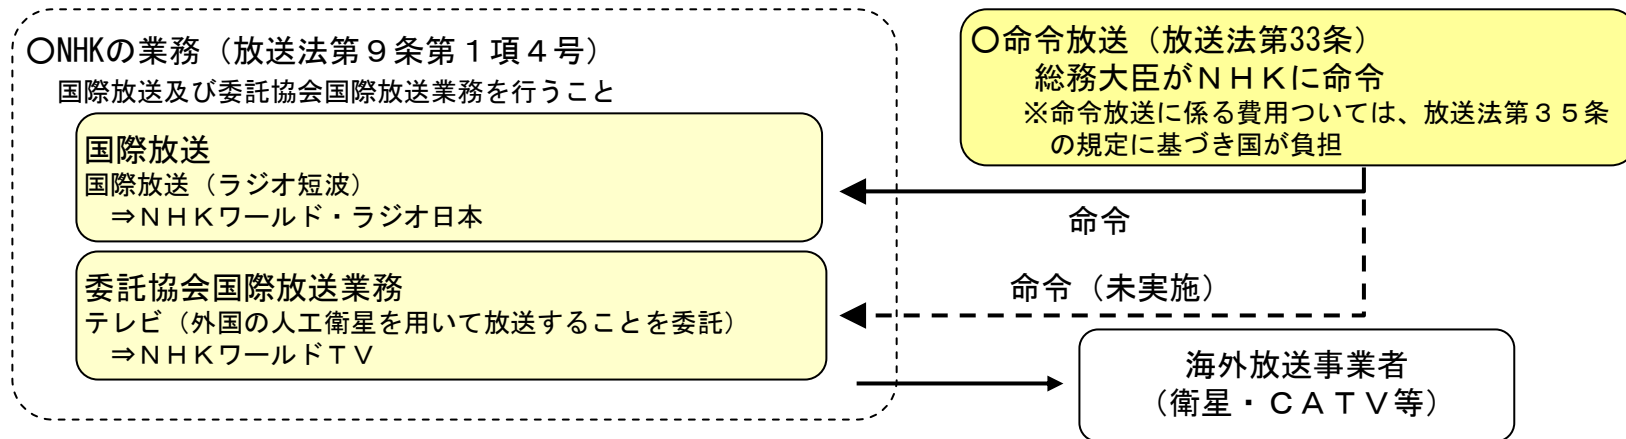 〇NHKの業務（放送法第９条第１項４号）
国際放送及び委託協会国際放送業務を行うこと
国際放送
国際放送（ラジオ短波）
⇒ＮＨＫワールド・ラジオ日本
委託協会国際放送業務
テレビ（外国の人工衛星を用いて放送することを委託）
⇒ＮＨＫワールドＴＶ
〇命令放送（放送法第33条）
総務大臣がＮＨＫに命令
※命令放送に係る費用ついては、放送法第３５条
の規定に基づき国が負担
命令
命令（未実施）
海外放送事業者
（衛星・ＣＡＴＶ等）